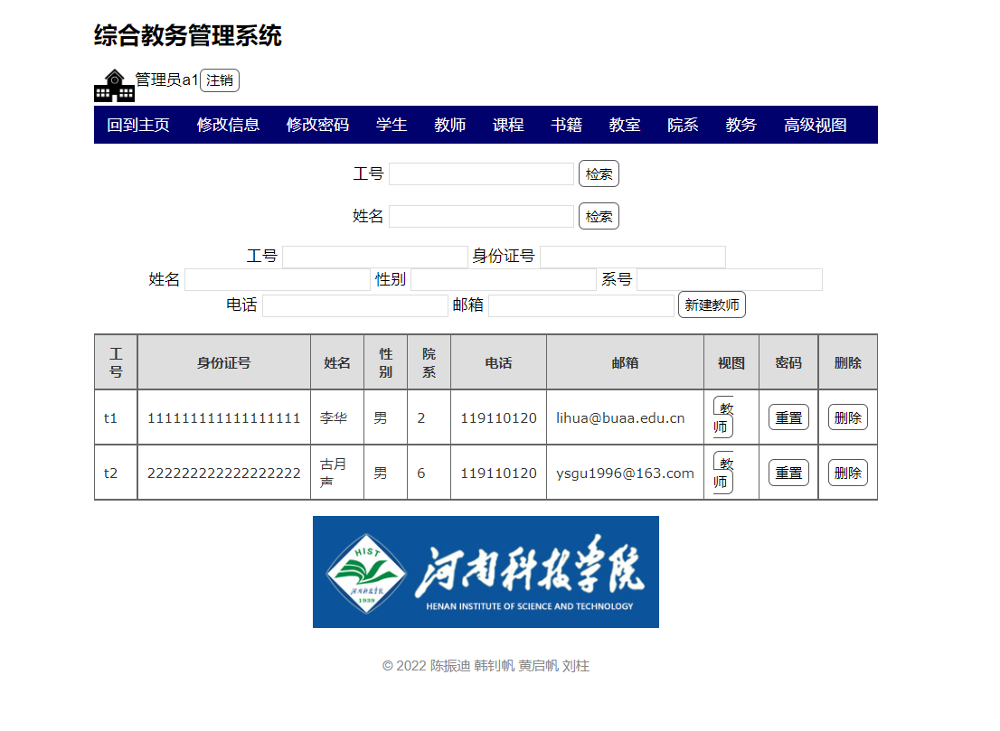 综合教务管理系统
管理员a1 注销
回到主页 修改信息 修改密码 学生 教师 课程 书籍 教室 院系 教务 高级视图
工号 检索
姓名 检索
工号 身份证号
姓名 性别 系号
电话 邮箱 新建教师
工号 身份证号 姓名 性别 院系 电话 邮箱 视图 密码 删除
t1 111111111111111111 李华 男 2 119110120 lihua@buaa.edu.cn 教师 重置 删除
t2 222222222222222222 古月声 男 6 119110120 ysgu1996@163.com 教师 重置 删除
HIST
河南科技学院
1939
河南科技学院
HENAN INSTITUTE OF SCIENCE AND TECHNOLOGY
© 2022 陈振迪 韩钊帆 黄启帆 刘柱